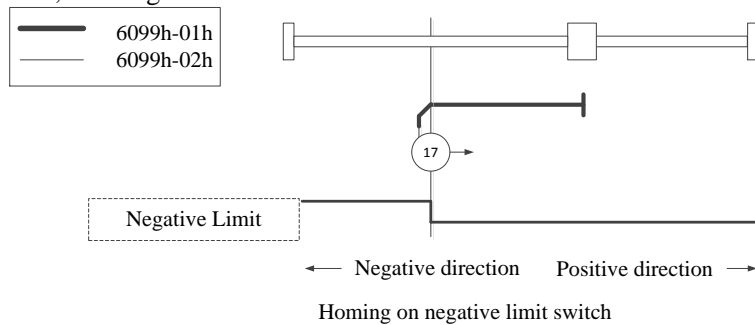 6099h-01h
6099h-02h
17
Negative Limit
Negative direction
Positive direction
Homing on negative limit switch